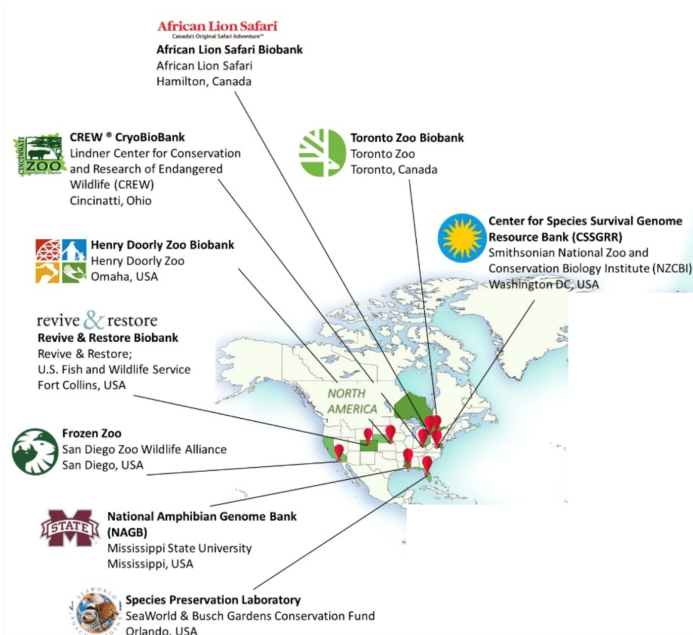 African Lion Safari
Canada's Original Safari Adventure™
African Lion Safari Biobank
African Lion Safari
Hamilton, Canada
CINCINNATI
ZOO
CREW ® CryoBioBank
Lindner Center for Conservation
and Research of Endangered
Wildlife (CREW)
Cincinatti, Ohio
Toronto Zoo Biobank
Toronto Zoo
Toronto, Canada
Center for Species Survival Genome
Resource Bank (CSSGRR)
Smithsonian National Zoo and
Conservation Biology Institute (NZCBI)
Washington DC, USA
Henry Doorly Zoo Biobank
Henry Doorly Zoo
Omaha, USA
revive & restore
Revive & Restore Biobank
Revive & Restore;
U.S. Fish and Wildlife Service
Fort Collins, USA
NORTH
AMERICA
Frozen Zoo
San Diego Zoo Wildlife Alliance
San Diego, USA
STATE
National Amphibian Genome Bank
(NAGB)
Mississippi State University
Mississippi, USA
SEAWORLD
Species Preservation Laboratory
SeaWorld & Busch Gardens Conservation Fund
Orlando, USA